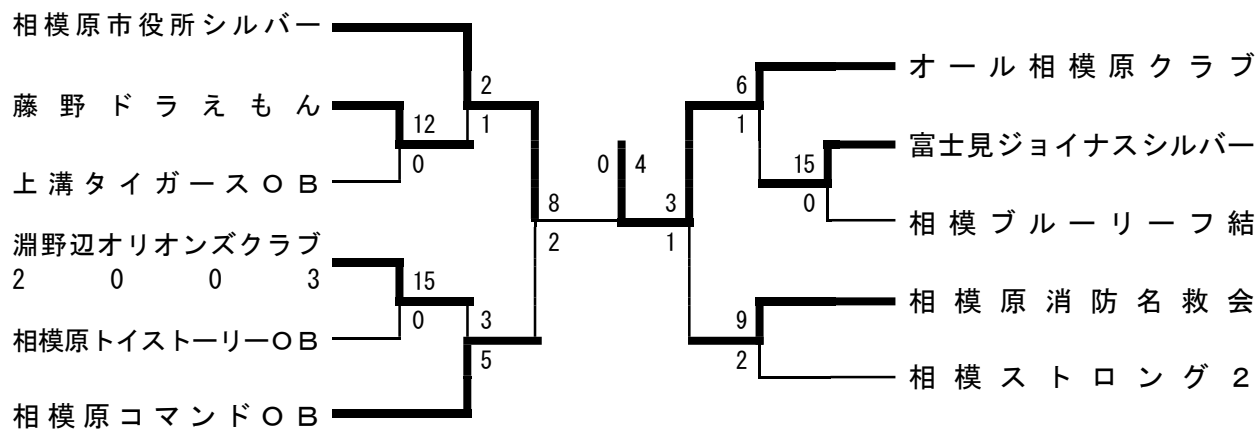 相模原市役所シルバー
藤野ドラえもん
上溝タイガースＯＢ
淵野辺オリオンズクラブ
2003
相模原トイストーリーＯＢ
相模原コマンドＯＢ
12
0
2
1
15
0
3
5
8
2
0 4
3
1
6
1
15
0
9
2
オール相模原クラブ
富士見ジョイナスシルバー
相模ブルーリーフ結
相模原消防名救会
相模ストロング２